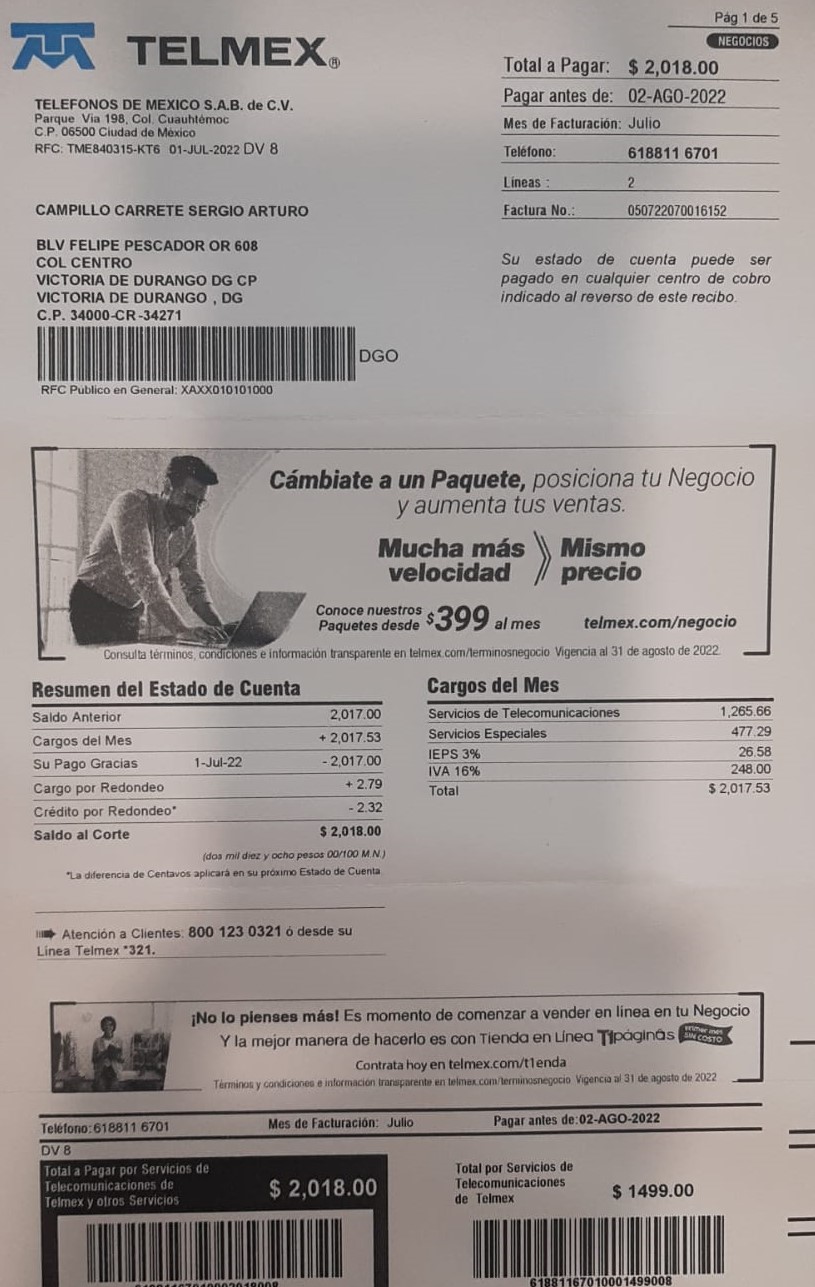 Pág 1 de 5
NEGOCIOS
TELMEX®
Total a Pagar: $ 2,018.00
Pagar antes de: 02-AGO-2022
Mes de Facturación: Julio
Teléfono: 618811 6701
Líneas : 2
Factura No.: 050722070016152
TELEFONOS DE MEXICO S.A.B. de C.V.
Parque Via 198, Col. Cuauhtémoc
C.P. 06500 Ciudad de México
RFC: TME840315-KT6 01-JUL-2022 DV 8
CAMPILLO CARRETE SERGIO ARTURO
BLV FELIPE PESCADOR OR 608
COL CENTRO
VICTORIA DE DURANGO DG CP
VICTORIA DE DURANGO , DG
C.P. 34000-CR-34271
DGO
RFC Publico en General: XAXX010101000
Su estado de cuenta puede ser
pagado en cualquier centro de cobro
indicado al reverso de este recibo.
Cámbiate a un Paquete, posiciona tu Negocio
y aumenta tus ventas.
Mucha más velocidad
Mismo precio
Conoce nuestros
Paquetes desde $399 al mes
telmex.com/negocio
Consulta términos, condiciones e información transparente en telmex.com/terminosnegocio Vigencia al 31 de agosto de 2022.
Resumen del Estado de Cuenta
Saldo Anterior 2,017.00
Cargos del Mes + 2,017.53
Su Pago Gracias 1-Jul-22 - 2,017.00
Cargo por Redondeo + 2.79
Crédito por Redondeo* - 2.32
Saldo al Corte $ 2,018.00
(dos mil diez y ocho pesos 00/100 M.N.)
*La diferencia de Centavos aplicará en su próximo Estado de Cuenta
Cargos del Mes
Servicios de Telecomunicaciones 1,265.66
Servicios Especiales 477.29
IEPS 3% 26.58
IVA 16% 248.00
Total $ 2,017.53
Atención a Clientes: 800 123 0321 ó desde su
Línea Telmex *321.
¡No lo pienses más! Es momento de comenzar a vender en línea en tu Negocio
Y la mejor manera de hacerlo es con Tienda en Línea T1páginas primer mes SIN COSTO
Contrata hoy en telmex.com/t1enda
Términos y condiciones e información transparente en telmex.com/terminosnegocio Vigencia al 31 de agosto de 2022
Teléfono:618811 6701 Mes de Facturación: Julio Pagar antes de:02-AGO-2022
DV 8
Total a Pagar por Servicios de
Telecomunicaciones de
Telmex y otros Servicios
$ 2,018.00
Total por Servicios de
Telecomunicaciones
de Telmex
$ 1499.00
61881167010001499008